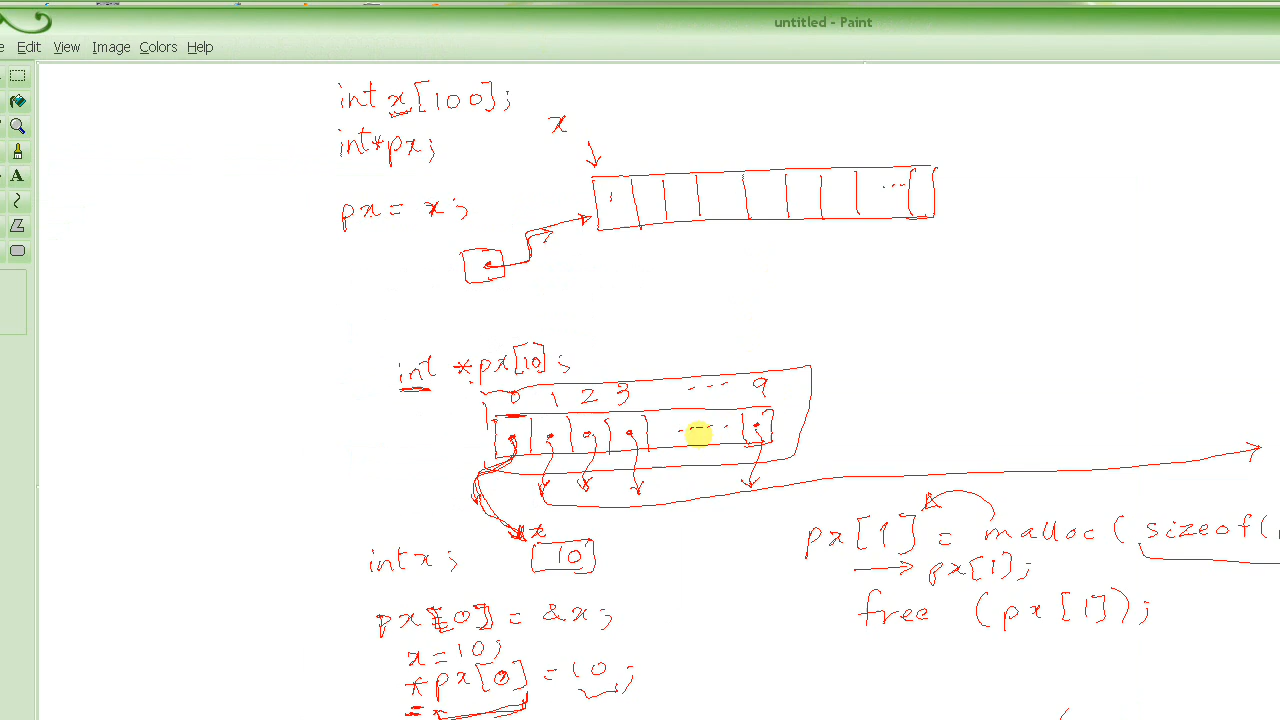 untitled - Paint
Edit View Image Colors Help
int x[100];
int*px;
x
px = x;
int *px[10];
0 1 2 3 --- 9
x
10
int x;
px[0] = &x;
x=10;
*px[0] = 10;
px[1] = malloc (sizeof(
px[1];
free (px[1]);